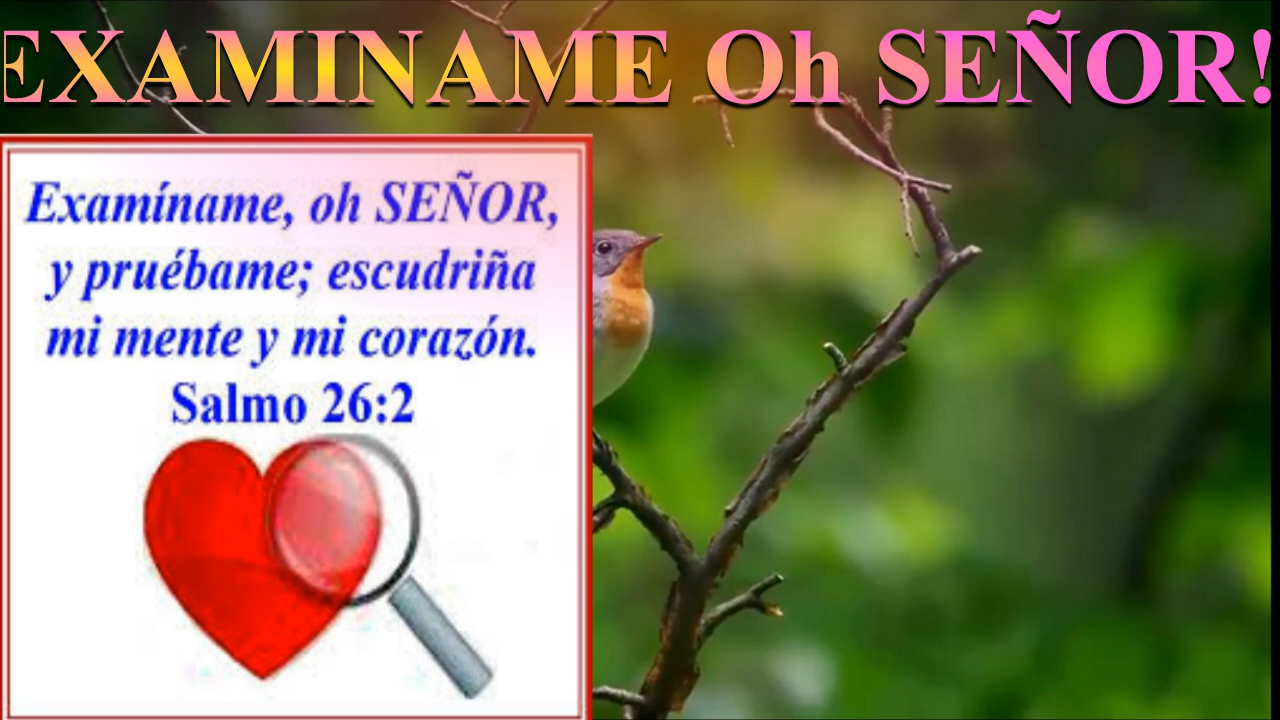 EXAMINAME Oh SEÑOR!
Examíname, oh SEÑOR,
y pruébame; escudriña
mi mente y mi corazón.
Salmo 26:2